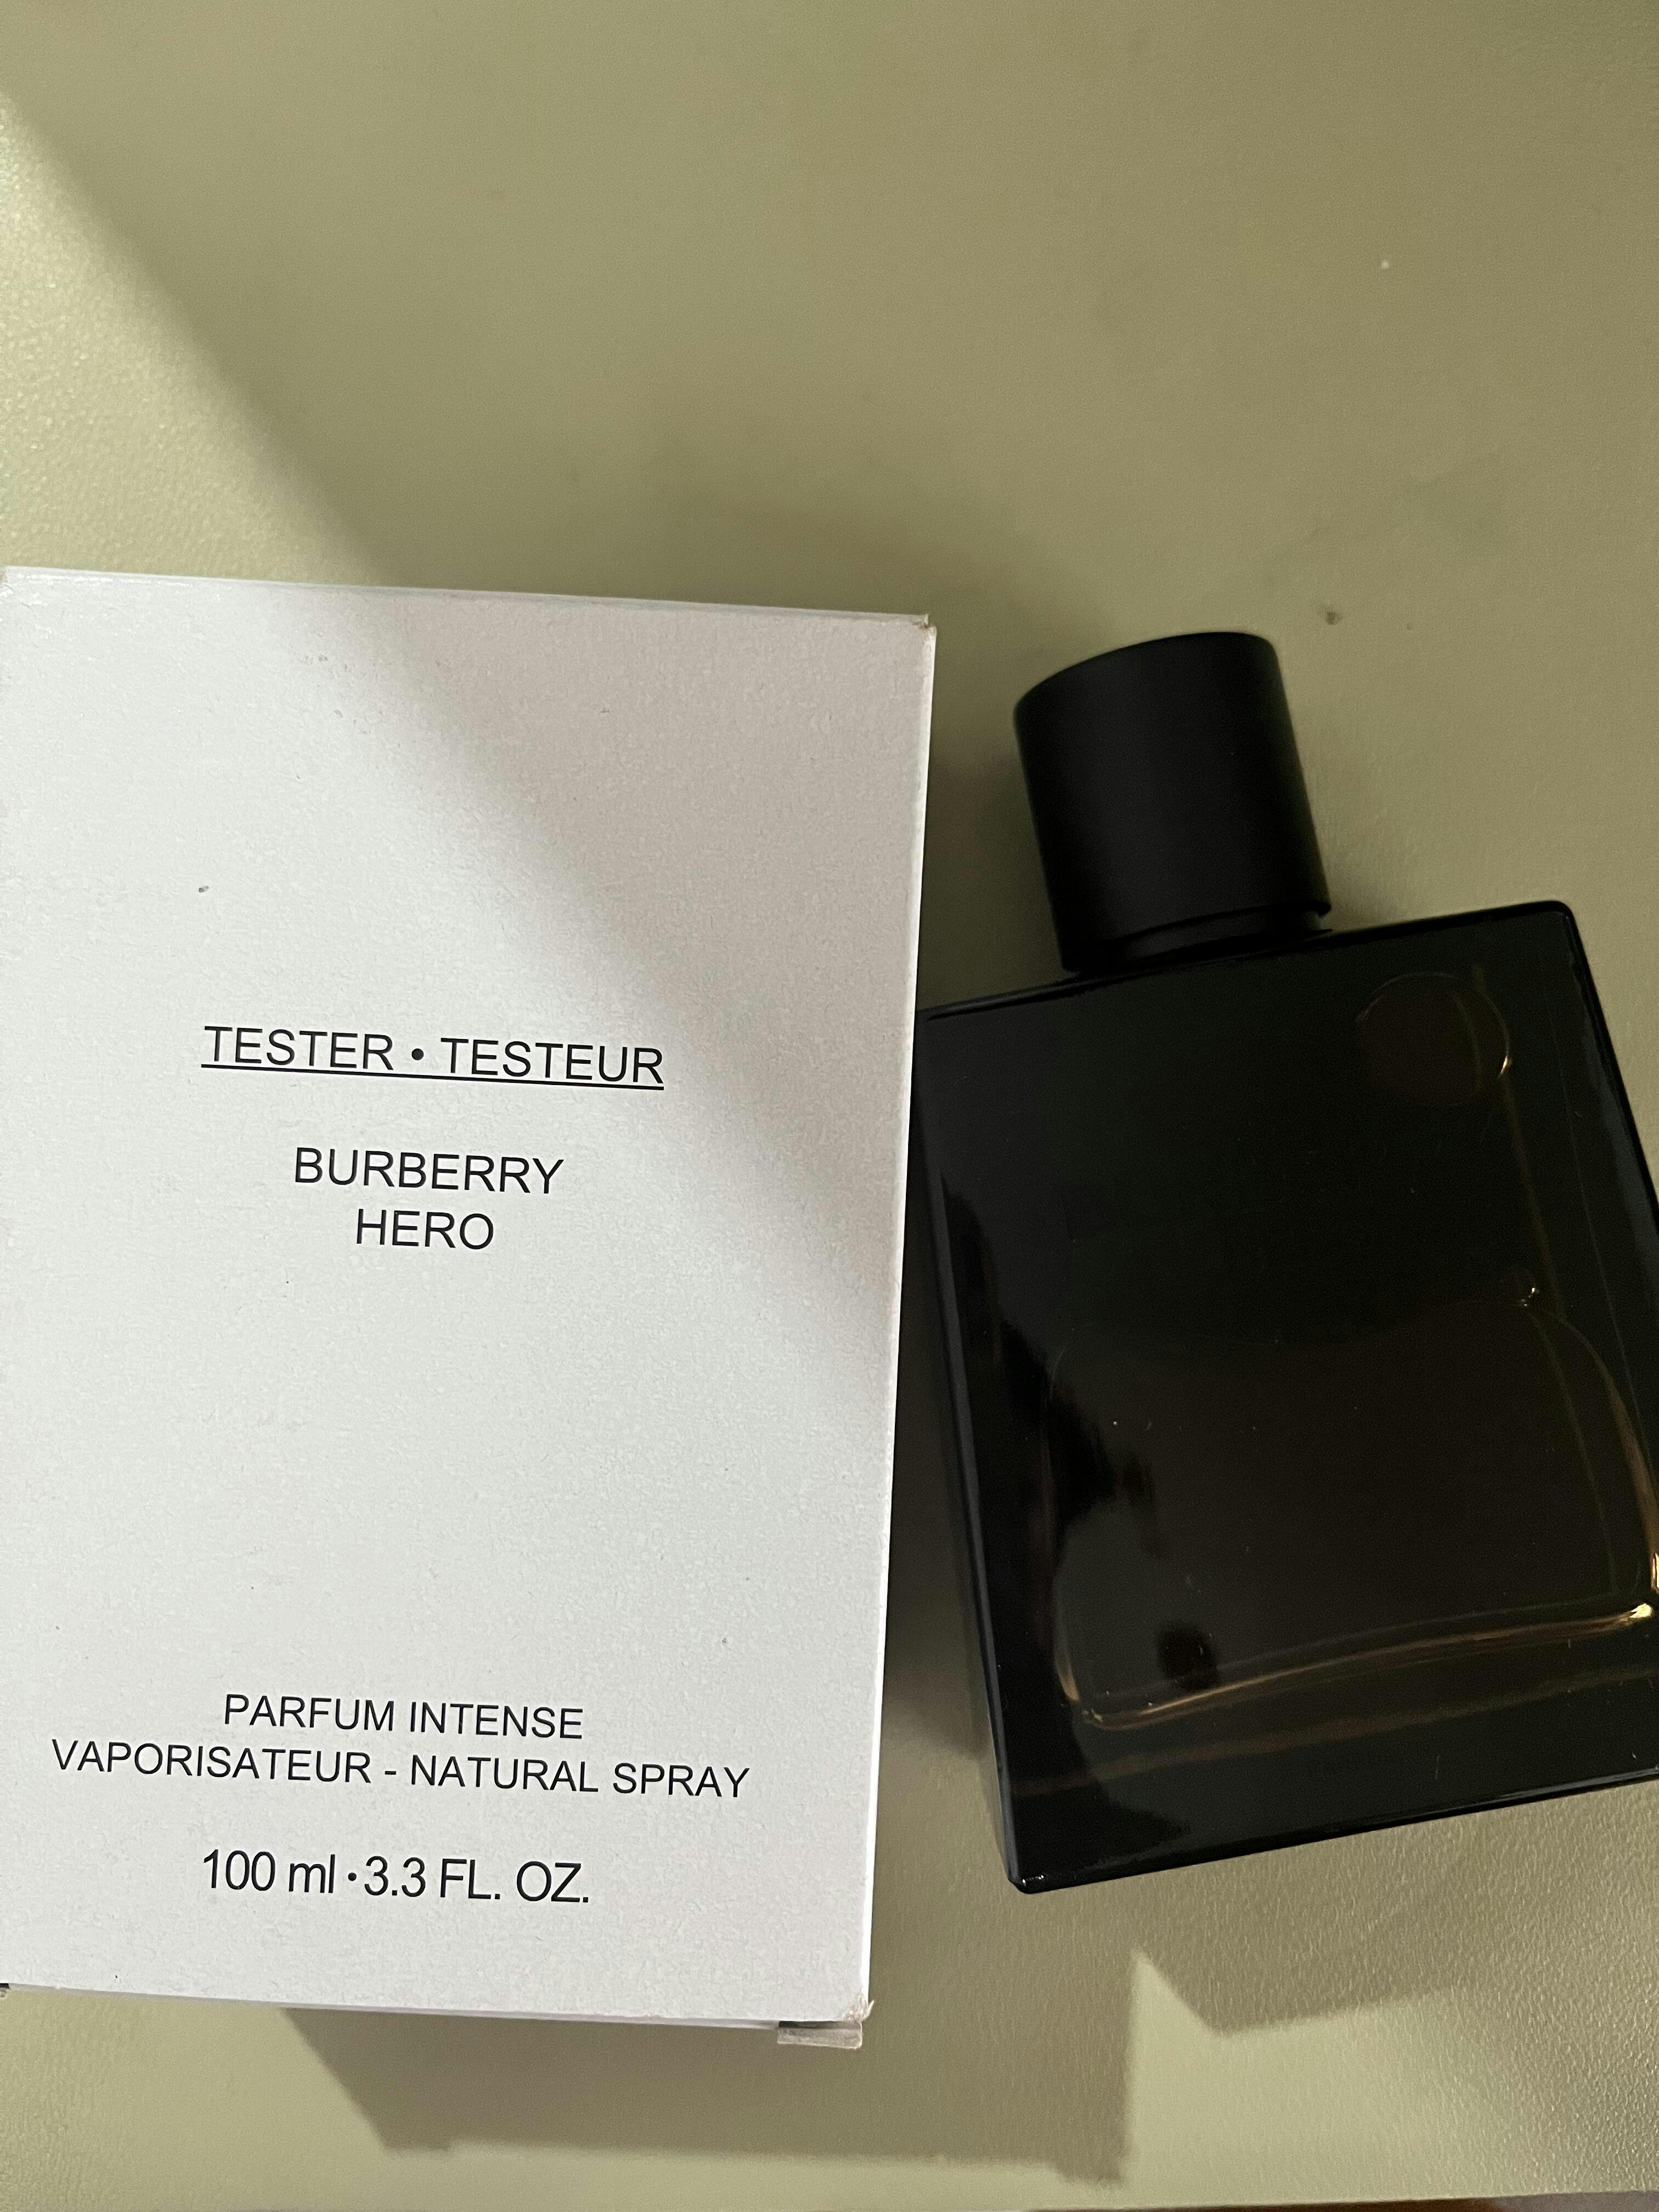 TESTER • TESTEUR
BURBERRY
HERO
PARFUM INTENSE
VAPORISATEUR - NATURAL SPRAY
100 ml · 3.3 FL. OZ.